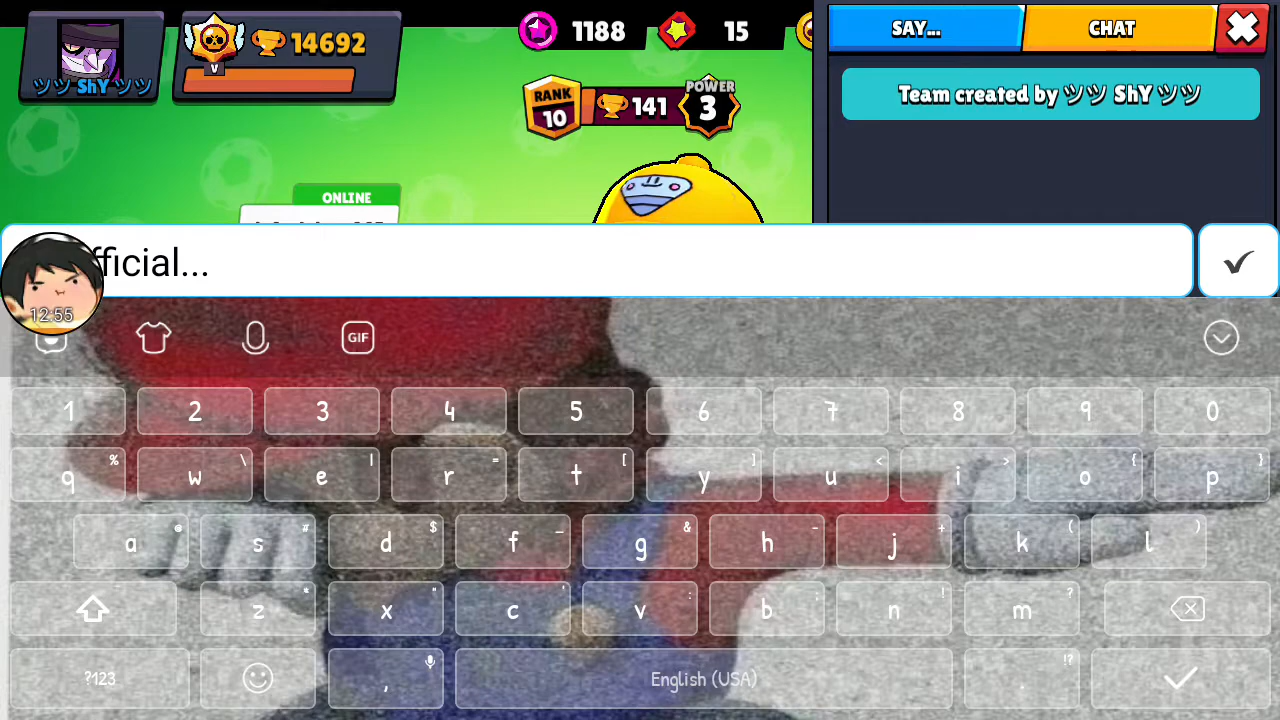 SAY...
CHAT
ツツ ShY ツツ
V
14692
1188
15
Team created by ツツ ShY ツツ
RANK
10
141
POWER
3
ONLINE
fficial...
12:55
GIF
1 2 3 4 5 6 7 8 9 0
% \ | = [ ] < > { }
q w e r t y u i o p
@ # $ _ & - + ( )
a s d f g h j k l
* " ' : ; ! ?
z x c v b n m
!?
?123 , English (USA) .